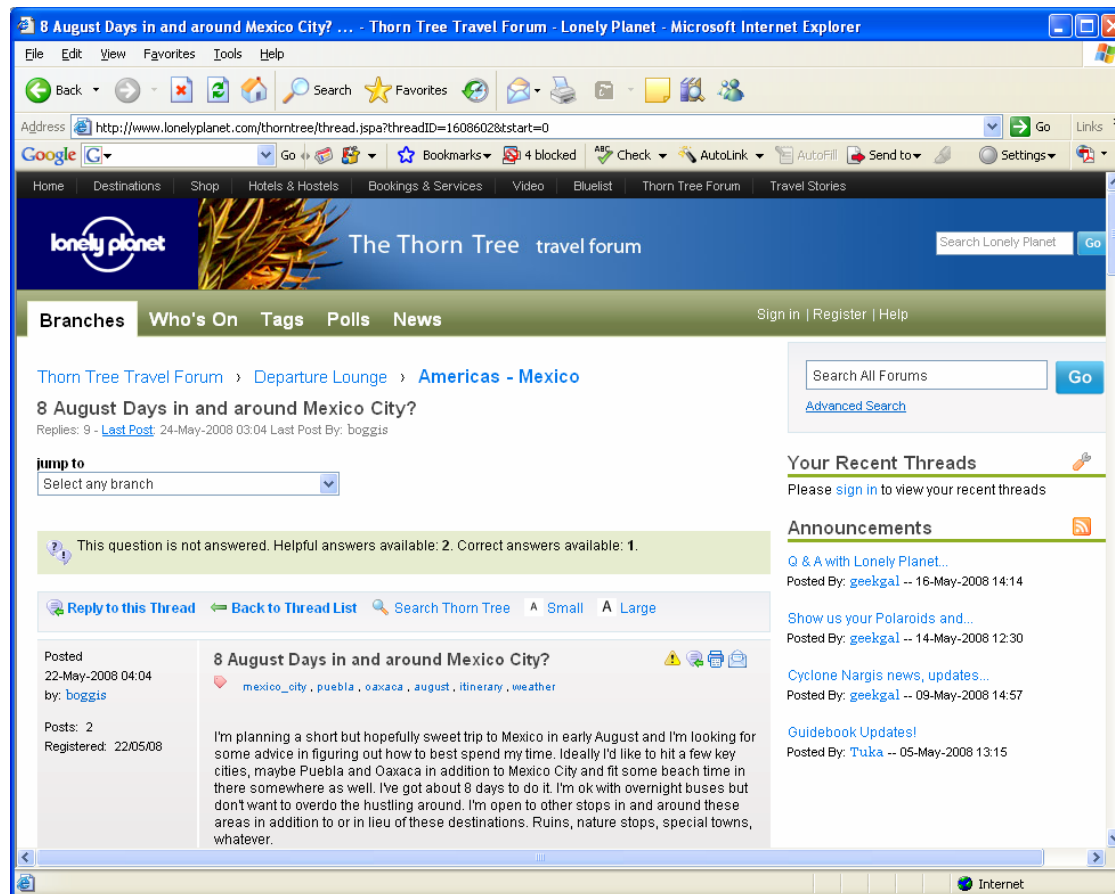 8 August Days in and around Mexico City? ... - Thorn Tree Travel Forum - Lonely Planet - Microsoft Internet Explorer
File Edit View Favorites Tools Help
Back Search Favorites
Address http://www.lonelyplanet.com/thorntree/thread.jspa?threadID=1608602&tstart=0 Go Links
Google G Go Bookmarks 4 blocked ABC Check AutoLink AutoFill Send to Settings
Home Destinations Shop Hotels & Hostels Bookings & Services Video Bluelist Thorn Tree Forum Travel Stories
lonely planet The Thorn Tree travel forum Search Lonely Planet Go
Branches Who's On Tags Polls News Sign in | Register | Help
Thorn Tree Travel Forum › Departure Lounge › Americas - Mexico
8 August Days in and around Mexico City?
Replies: 9 - Last Post: 24-May-2008 03:04 Last Post By: boggis
jump to
Select any branch
This question is not answered. Helpful answers available: 2. Correct answers available: 1.
Reply to this Thread Back to Thread List Search Thorn Tree A Small A Large
Posted
22-May-2008 04:04
by: boggis
Posts: 2
Registered: 22/05/08
8 August Days in and around Mexico City?
mexico_city , puebla , oaxaca , august , itinerary , weather
I'm planning a short but hopefully sweet trip to Mexico in early August and I'm looking for
some advice in figuring out how to best spend my time. Ideally I'd like to hit a few key
cities, maybe Puebla and Oaxaca in addition to Mexico City and fit some beach time in
there somewhere as well. I've got about 8 days to do it. I'm ok with overnight buses but
don't want to overdo the hustling around. I'm open to other stops in and around these
areas in addition to or in lieu of these destinations. Ruins, nature stops, special towns,
whatever.
Search All Forums Go
Advanced Search
Your Recent Threads
Please sign in to view your recent threads
Announcements
Q & A with Lonely Planet...
Posted By: geekgal -- 16-May-2008 14:14
Show us your Polaroids and...
Posted By: geekgal -- 14-May-2008 12:30
Cyclone Nargis news, updates...
Posted By: geekgal -- 09-May-2008 14:57
Guidebook Updates!
Posted By: Tuka -- 05-May-2008 13:15
Internet